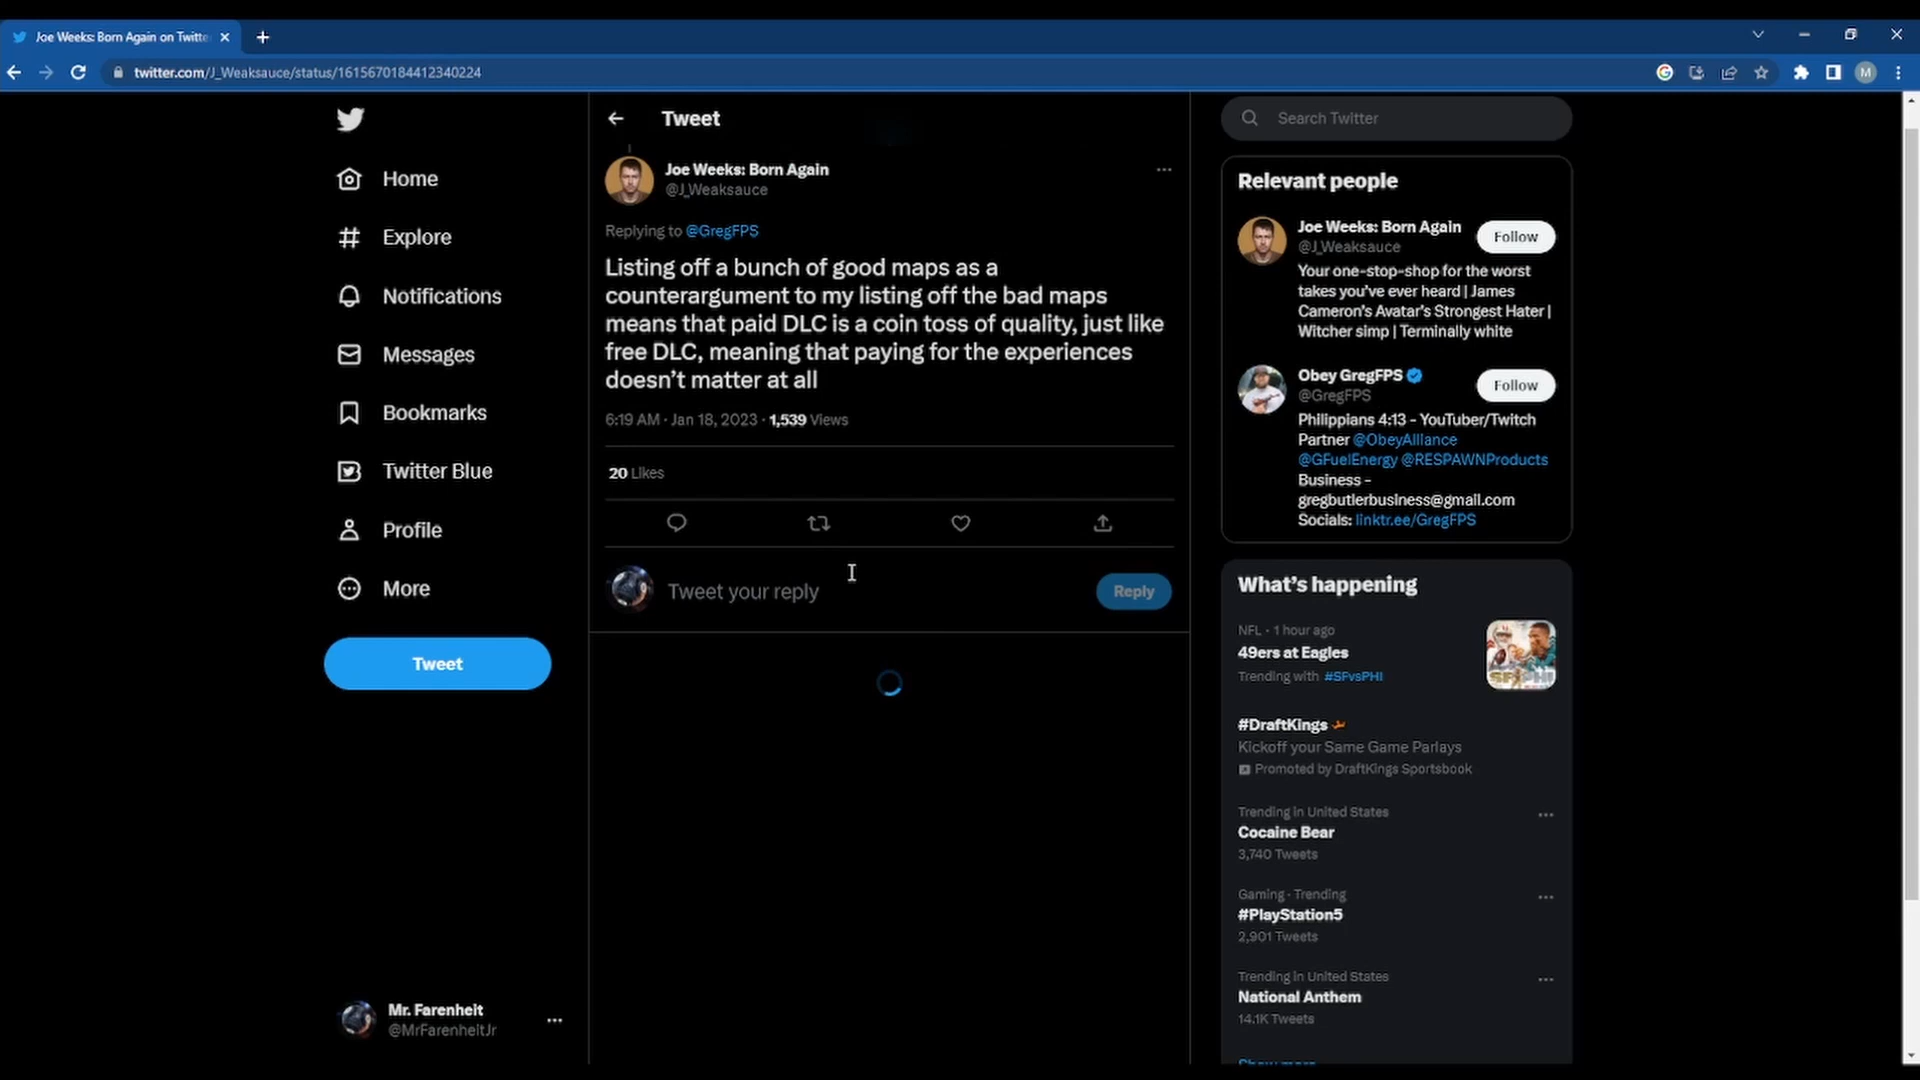 Joe Weeks: Born Again on Twitte
twitter.com/J_Weaksauce/status/1615670184412340224
M
Home
Explore
Notifications
Messages
Bookmarks
Twitter Blue
Profile
More
Tweet
Mr. Farenheit
@MrFarenheitJr
Tweet
Joe Weeks: Born Again
@J_Weaksauce
Replying to @GregFPS
Listing off a bunch of good maps as a
counterargument to my listing off the bad maps
means that paid DLC is a coin toss of quality, just like
free DLC, meaning that paying for the experiences
doesn't matter at all
6:19 AM · Jan 18, 2023 · 1,539 Views
20 Likes
Tweet your reply
Reply
Search Twitter
Relevant people
Joe Weeks: Born Again
@J_Weaksauce
Follow
Your one-stop-shop for the worst
takes you've ever heard | James
Cameron's Avatar's Strongest Hater |
Witcher simp | Terminally white
Obey GregFPS
@GregFPS
Follow
Philippians 4:13 - YouTuber/Twitch
Partner @ObeyAlliance
@GFuelEnergy @RESPAWNProducts
Business -
gregbutlerbusiness@gmail.com
Socials: linktr.ee/GregFPS
What's happening
NFL · 1 hour ago
49ers at Eagles
Trending with #SFvsPHI
#DraftKings
Kickoff your Same Game Parlays
Promoted by DraftKings Sportsbook
Trending in United States
Cocaine Bear
3,740 Tweets
Gaming · Trending
#PlayStation5
2,901 Tweets
Trending in United States
National Anthem
14.1K Tweets
Show more